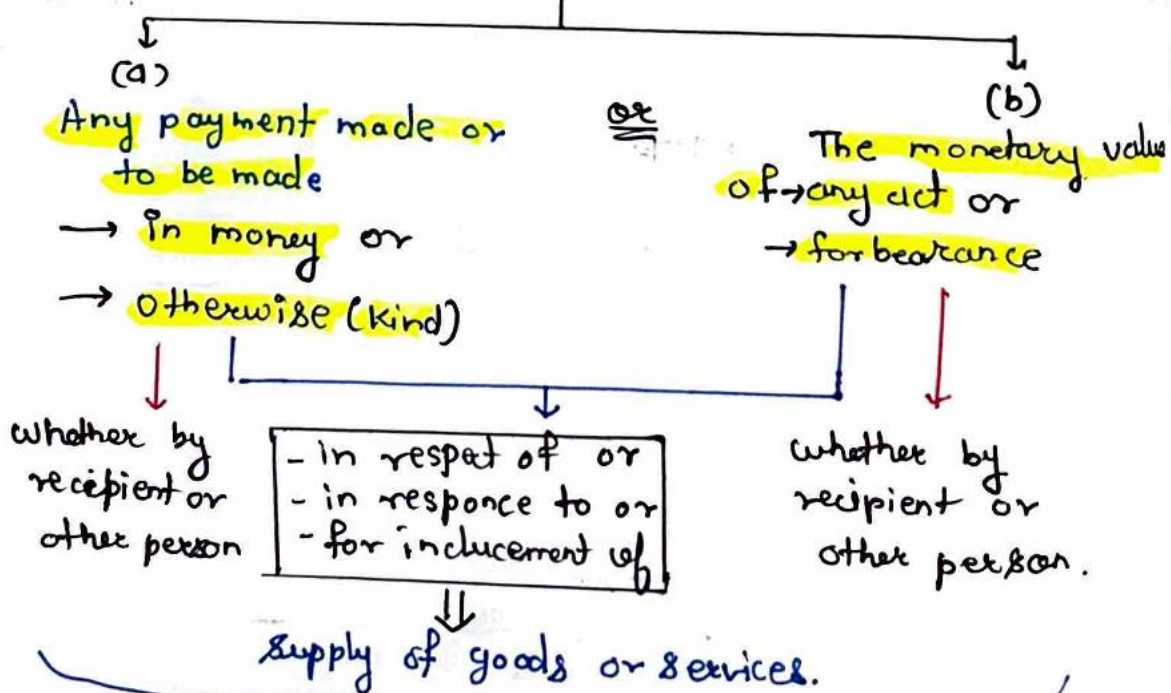 (a)
Any payment made or
to be made
→ in money or
→ otherwise (kind)
or
(b)
The monetary value
of → any act or
→ forbearance
whether by
recipient or
other person
- in respet of or
- in responce to or
- for inducement of
whether by
recipient or
other person.
supply of goods or services.